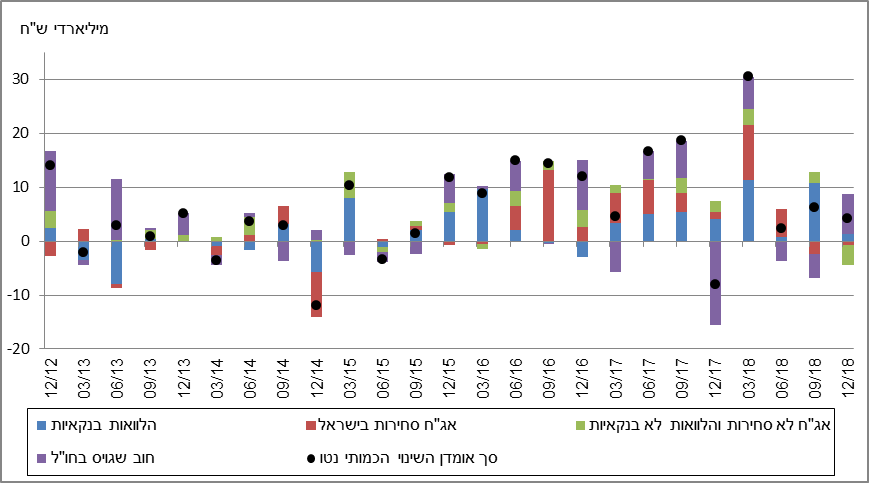 מיליארדי ש"ח
30
20
10
0
-10
-20
12/12 03/13 06/13 09/13 12/13 03/14 06/14 09/14 12/14 03/15 06/15 09/15 12/15 03/16 06/16 09/16 12/16 03/17 06/17 09/17 12/17 03/18 06/18 09/18 12/18
הלוואות בנקאיות אג"ח סחירות בישראל אג"ח לא סחירות והלוואות לא בנקאיות
חוב שגויס בחו"ל סך אומדן השינוי הכמותי נטו